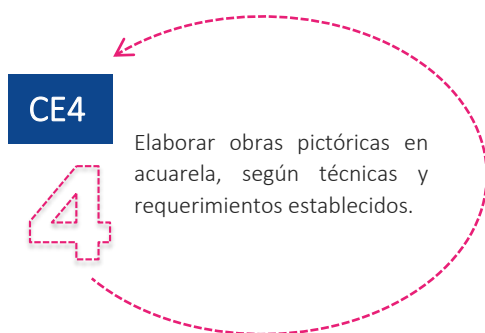 CE4
4
Elaborar obras pictóricas en
acuarela, según técnicas y
requerimientos establecidos.